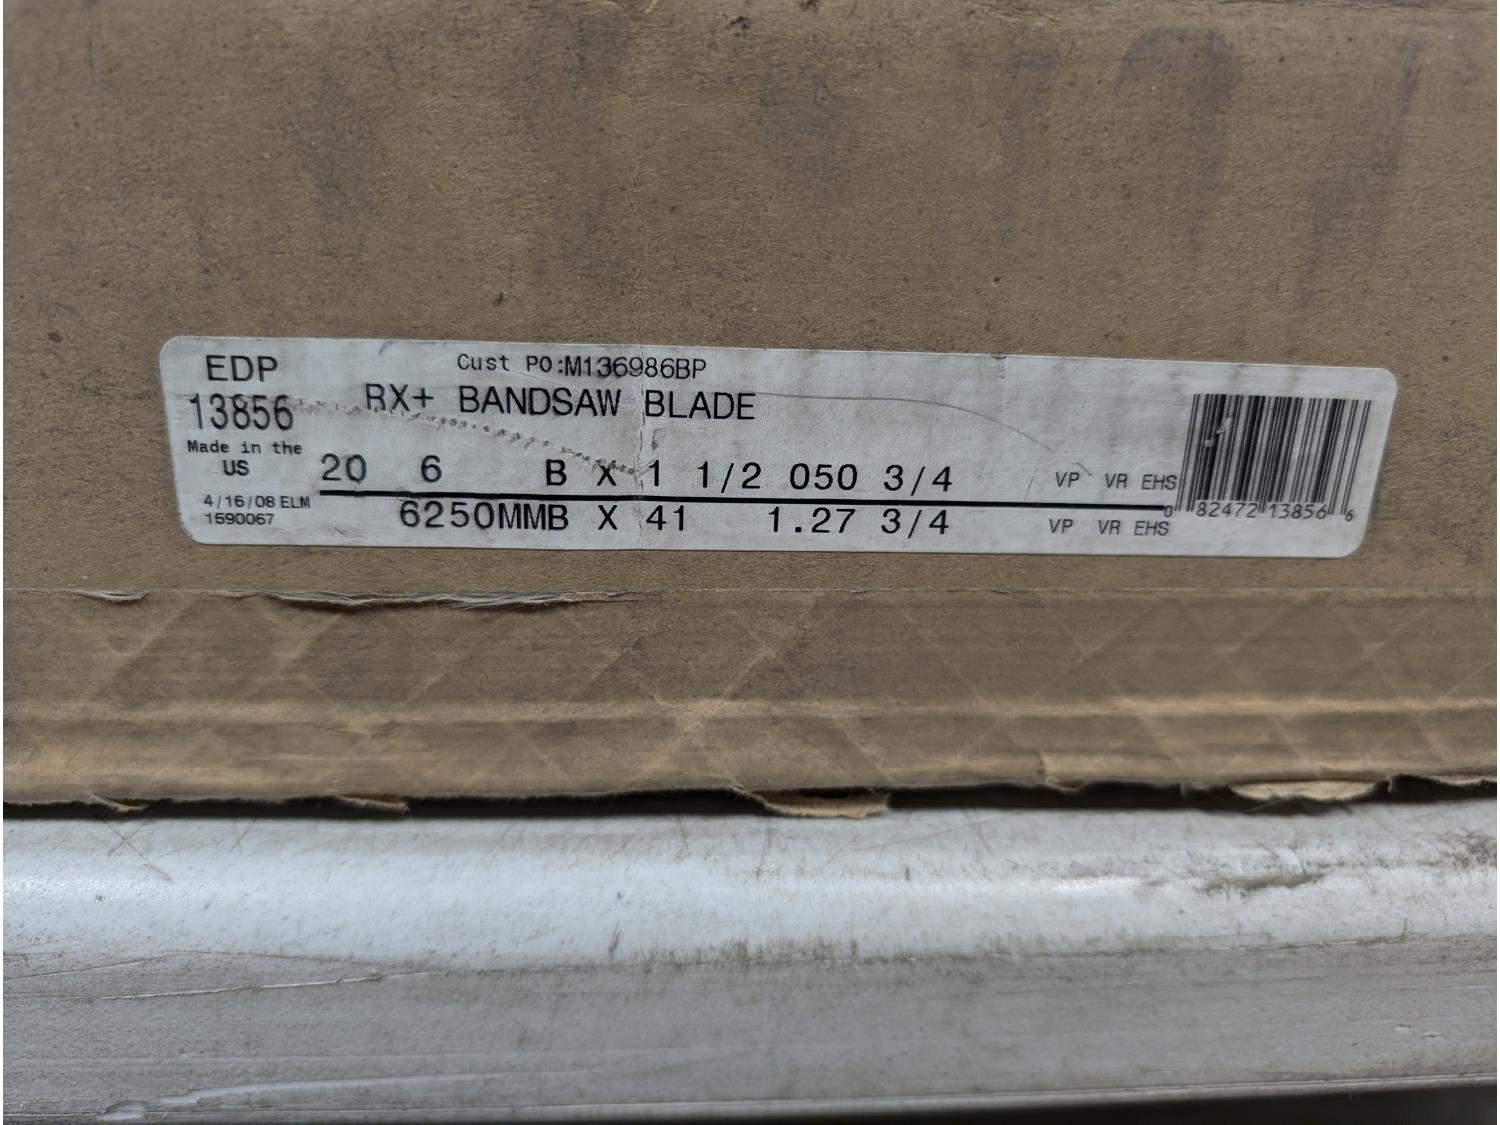 EDP
13856
Made in the
US
4/16/08 ELM
1590067
Cust PO:M136986BP
RX+ BANDSAW BLADE
20 6 B X 1 1/2 050 3/4 VP VR EHS
6250MMB X 41 1.27 3/4 VP VR EHS
0 82472 13856 6